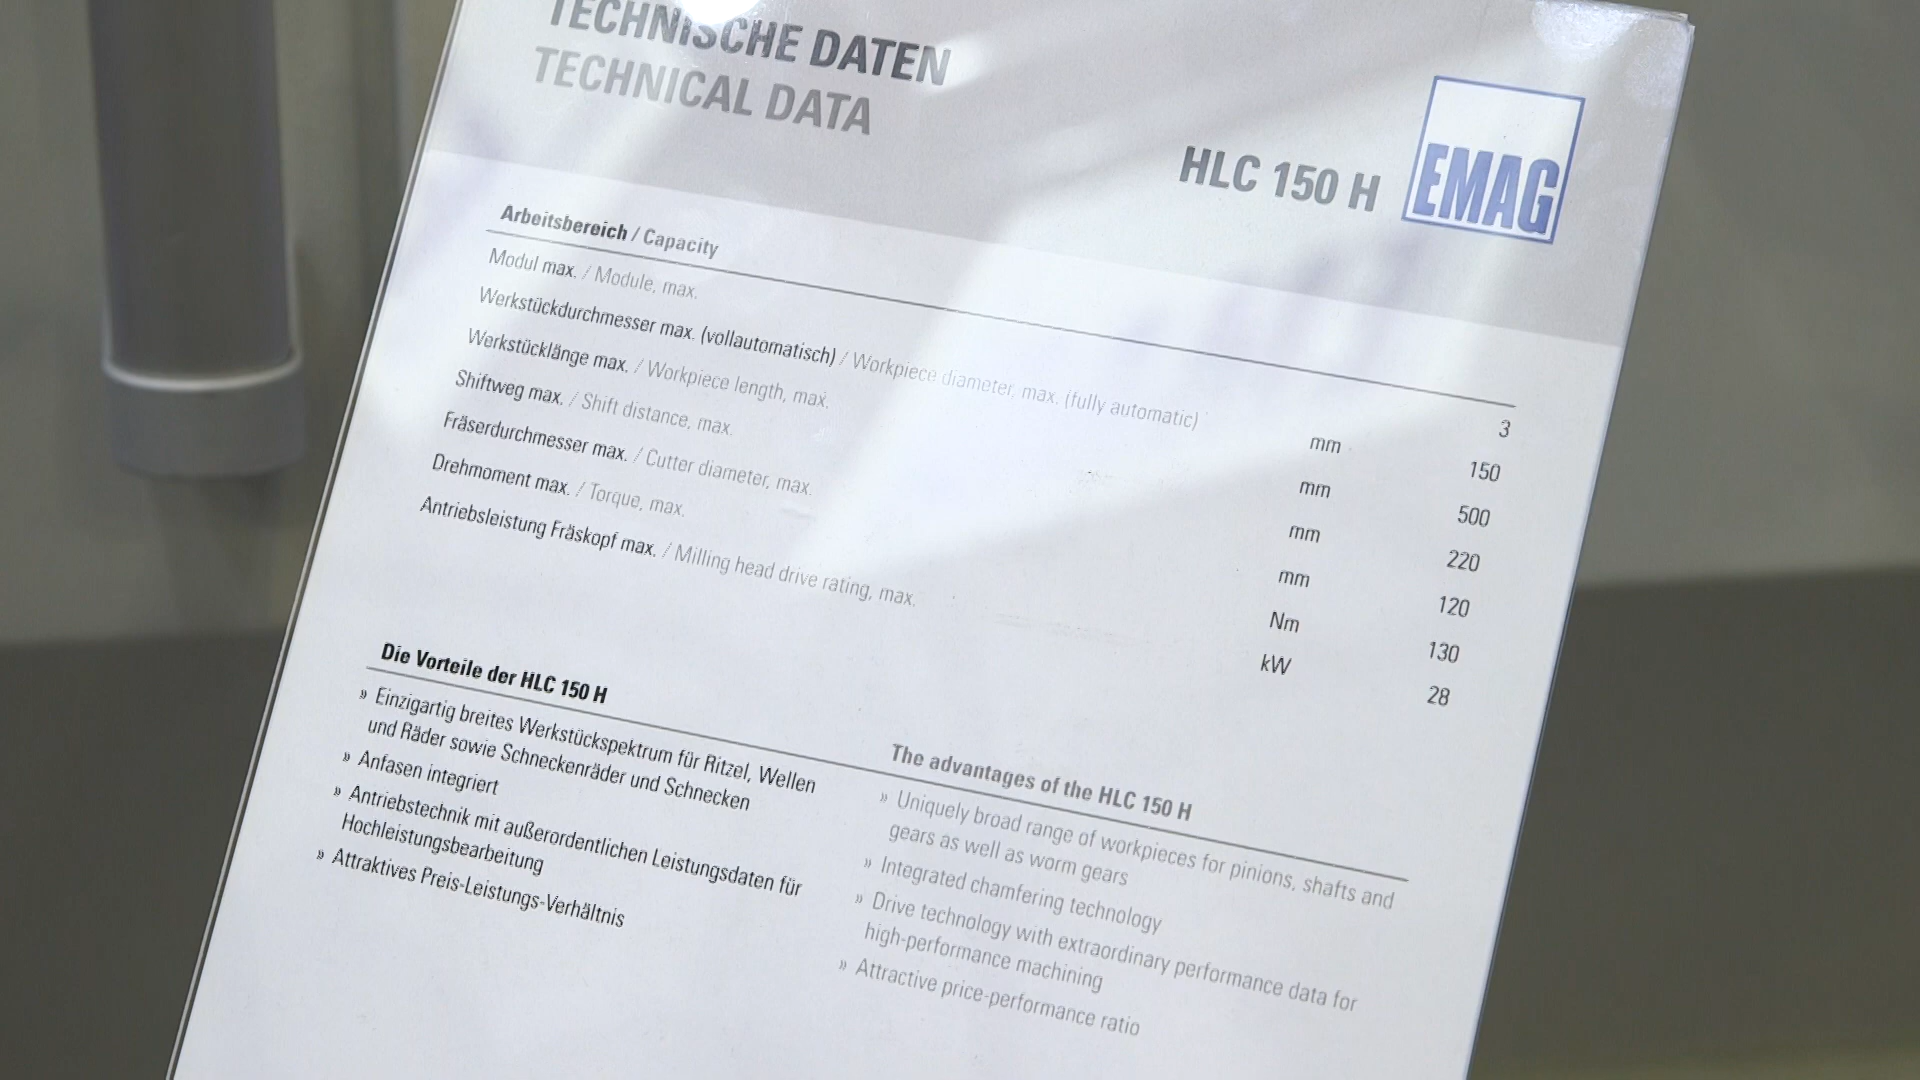 TECHNISCHE DATEN
TECHNICAL DATA
HLC 150 H
EMAG
Arbeitsbereich / Capacity
Modul max. / Module, max. 3
Werkstückdurchmesser max. (vollautomatisch) / Workpiece diameter, max. (fully automatic) mm 150
Werkstücklänge max. / Workpiece length, max. mm 500
Shiftweg max. / Shift distance, max. mm 220
Fräserdurchmesser max. / Cutter diameter, max. mm 120
Drehmoment max. / Torque, max. Nm 130
Antriebsleistung Fräskopf max. / Milling head drive rating, max. kW 28
Die Vorteile der HLC 150 H
» Einzigartig breites Werkstückspektrum für Ritzel, Wellen
und Räder sowie Schneckenräder und Schnecken
» Anfasen integriert
» Antriebstechnik mit außerordentlichen Leistungsdaten für
Hochleistungsbearbeitung
» Attraktives Preis-Leistungs-Verhältnis
The advantages of the HLC 150 H
» Uniquely broad range of workpieces for pinions, shafts and
gears as well as worm gears
» Integrated chamfering technology
» Drive technology with extraordinary performance data for
high-performance machining
» Attractive price-performance ratio